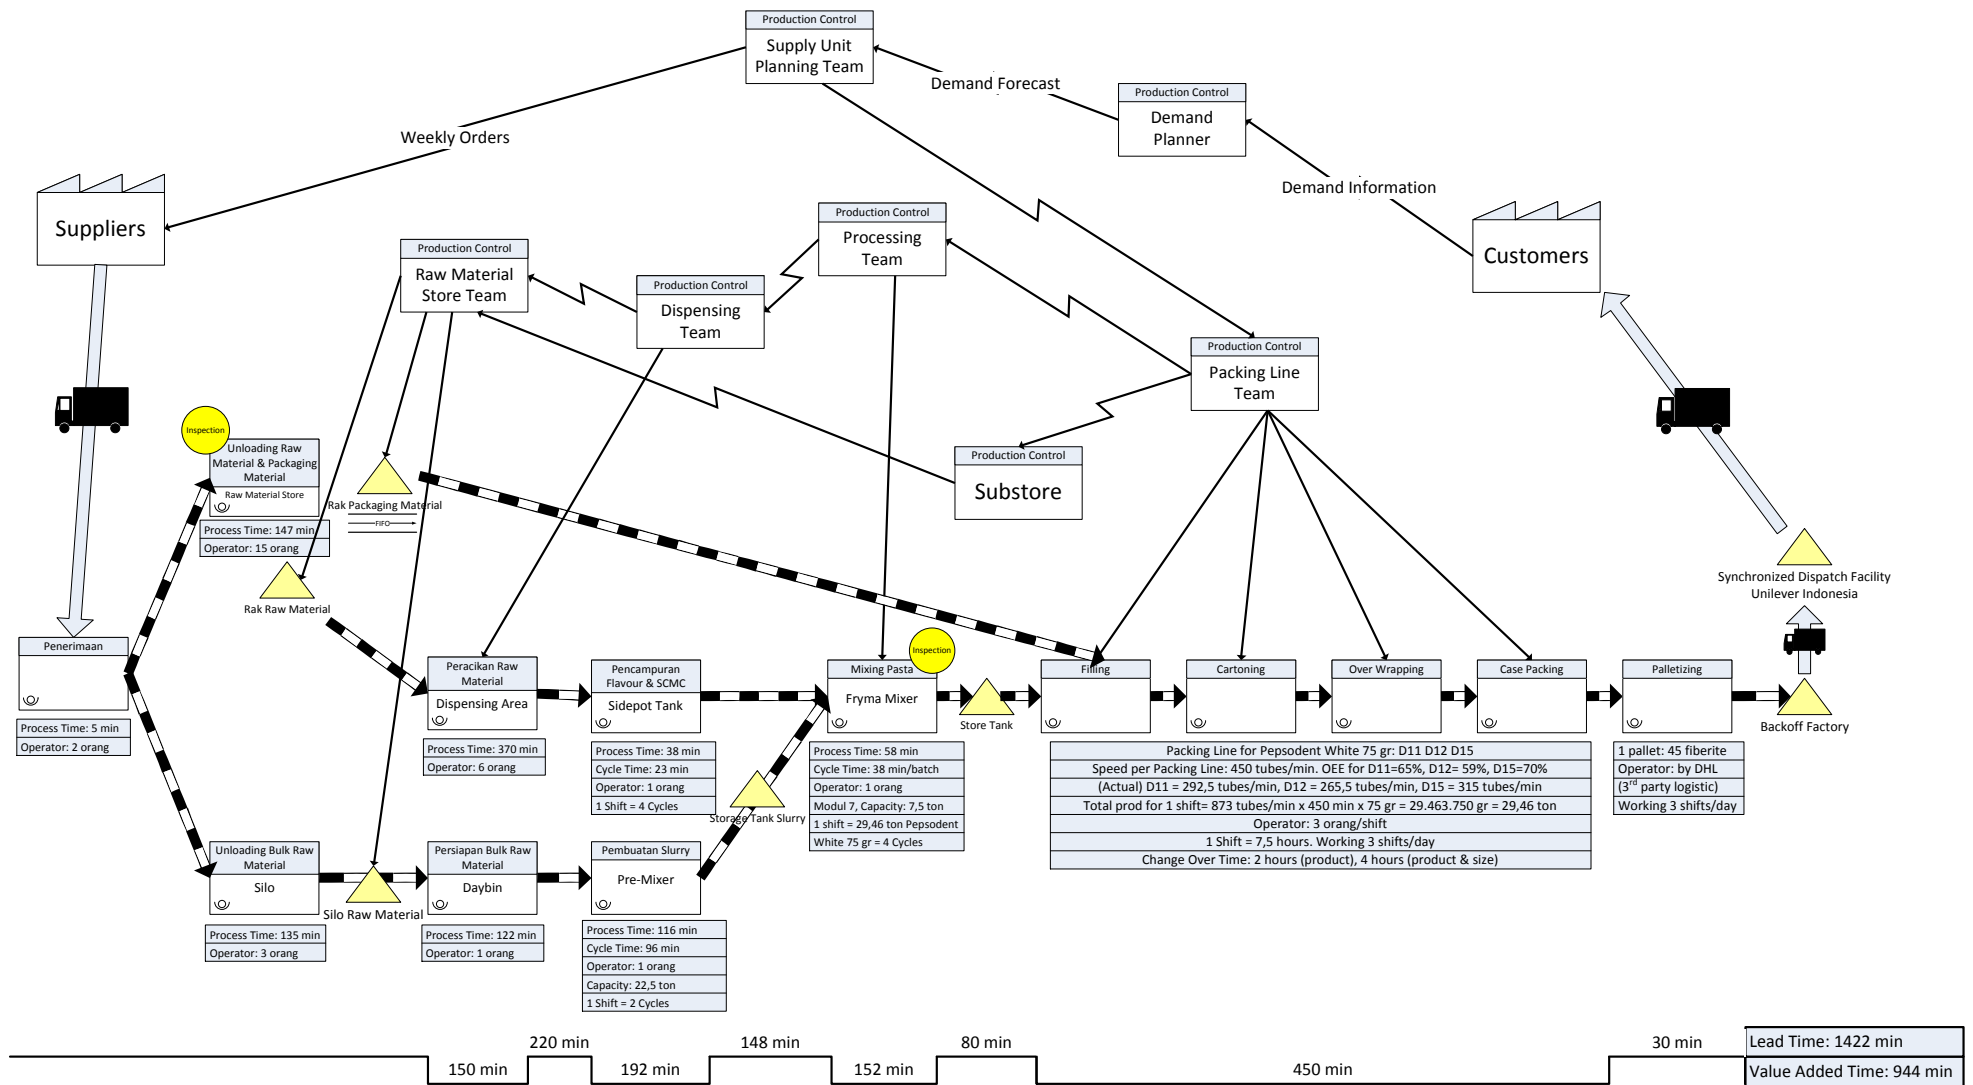 Production Control
Supply Unit
Planning Team
Demand Forecast
Production Control
Demand
Planner
Weekly Orders
Demand Information
Suppliers
Customers
Production Control
Processing
Team
Production Control
Raw Material
Store Team
Production Control
Dispensing
Team
Production Control
Packing Line
Team
Production Control
Substore
Inspection
Unloading Raw
Material & Packaging
Material
Raw Material Store
Process Time: 147 min
Operator: 15 orang
Rak Packaging Material
FIFO
Rak Raw Material
Synchronized Dispatch Facility
Unilever Indonesia
Penerimaan
Process Time: 5 min
Operator: 2 orang
Peracikan Raw
Material
Dispensing Area
Process Time: 370 min
Operator: 6 orang
Pencampuran
Flavour & SCMC
Sidepot Tank
Process Time: 38 min
Cycle Time: 23 min
Operator: 1 orang
1 Shift = 4 Cycles
Storage Tank Slurry
Mixing Pasta
Inspection
Fryma Mixer
Process Time: 58 min
Cycle Time: 38 min/batch
Operator: 1 orang
Modul 7, Capacity: 7,5 ton
1 shift = 29,46 ton Pepsodent
White 75 gr = 4 Cycles
Store Tank
Filling
Cartoning
Over Wrapping
Case Packing
Palletizing
Backoff Factory
Packing Line for Pepsodent White 75 gr: D11 D12 D15
Speed per Packing Line: 450 tubes/min. OEE for D11=65%, D12= 59%, D15=70%
(Actual) D11 = 292,5 tubes/min, D12 = 265,5 tubes/min, D15 = 315 tubes/min
Total prod for 1 shift= 873 tubes/min x 450 min x 75 gr = 29.463.750 gr = 29,46 ton
Operator: 3 orang/shift
1 Shift = 7,5 hours. Working 3 shifts/day
Change Over Time: 2 hours (product), 4 hours (product & size)
1 pallet: 45 fiberite
Operator: by DHL
(3rd party logistic)
Working 3 shifts/day
Unloading Bulk Raw
Material
Silo
Process Time: 135 min
Operator: 3 orang
Silo Raw Material
Persiapan Bulk Raw
Material
Daybin
Process Time: 122 min
Operator: 1 orang
Pembuatan Slurry
Pre-Mixer
Process Time: 116 min
Cycle Time: 96 min
Operator: 1 orang
Capacity: 22,5 ton
1 Shift = 2 Cycles
220 min
148 min
80 min
30 min
150 min
192 min
152 min
450 min
Lead Time: 1422 min
Value Added Time: 944 min